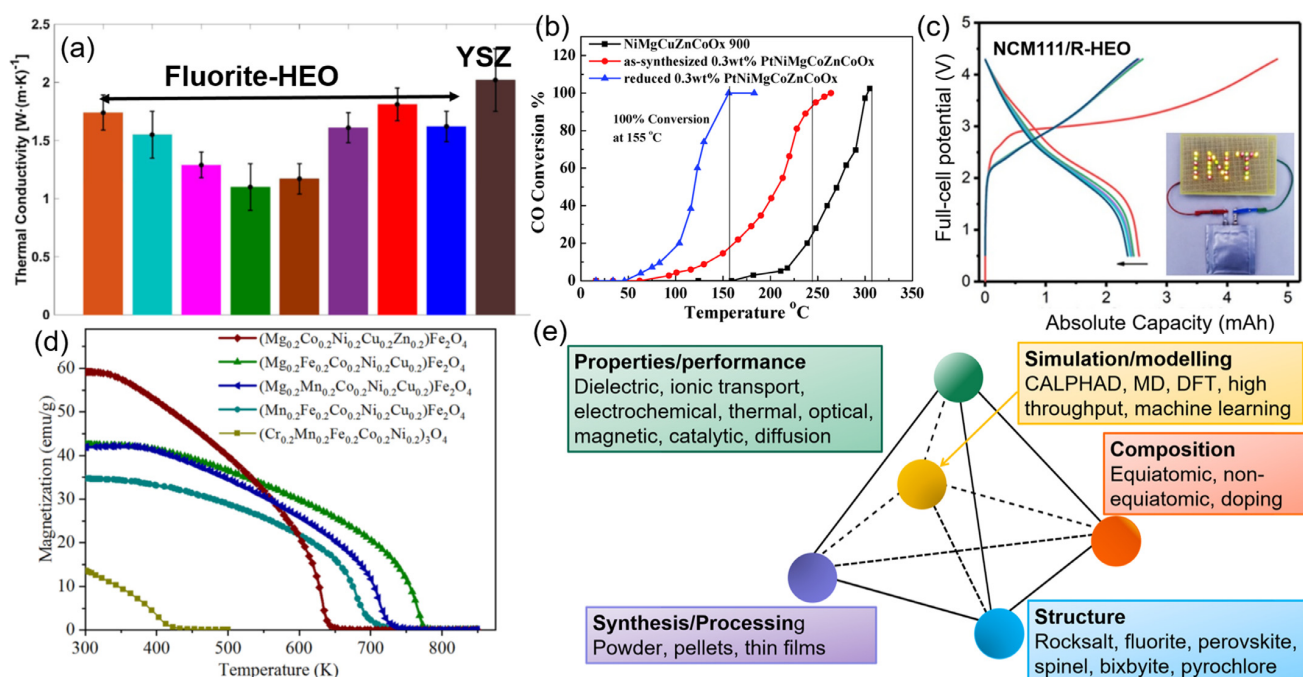 (a)
Thermal Conductivity [W-(m·K)⁻¹]
2.5
2
1.5
1
0.5
0
Fluorite-HEO
YSZ
(b)
CO Conversion %
100
80
60
40
20
0
NiMgCuZnCoOx 900
as-synthesized 0.3wt% PtNiMgCoZnCoOx
reduced 0.3wt% PtNiMgCoZnCoOx
100% Conversion
at 155 °C
0 50 100 150 200 250 300 350
Temperature °C
(c)
Full-cell potential (V)
5
4
3
2
1
0
NCM111/R-HEO
INT
0 1 2 3 4 5
Absolute Capacity (mAh)
(d)
Magnetization (emu/g)
60
50
40
30
20
10
0
(Mg0.2Co0.2Ni0.2Cu0.2Zn0.2)Fe2O4
(Mg0.2Fe0.2Co0.2Ni0.2Cu0.2)Fe2O4
(Mg0.2Mn0.2Co0.2Ni0.2Cu0.2)Fe2O4
(Mn0.2Fe0.2Co0.2Ni0.2Cu0.2)Fe2O4
(Cr0.2Mn0.2Fe0.2Co0.2Ni0.2)3O4
300 400 500 600 700 800
Temperature (K)
(e)
Properties/performance
Dielectric, ionic transport,
electrochemical, thermal, optical,
magnetic, catalytic, diffusion
Simulation/modelling
CALPHAD, MD, DFT, high
throughput, machine learning
Composition
Equiatomic, non-
equiatomic, doping
Synthesis/Processing
Powder, pellets, thin films
Structure
Rocksalt, fluorite, perovskite,
spinel, bixbyite, pyrochlore